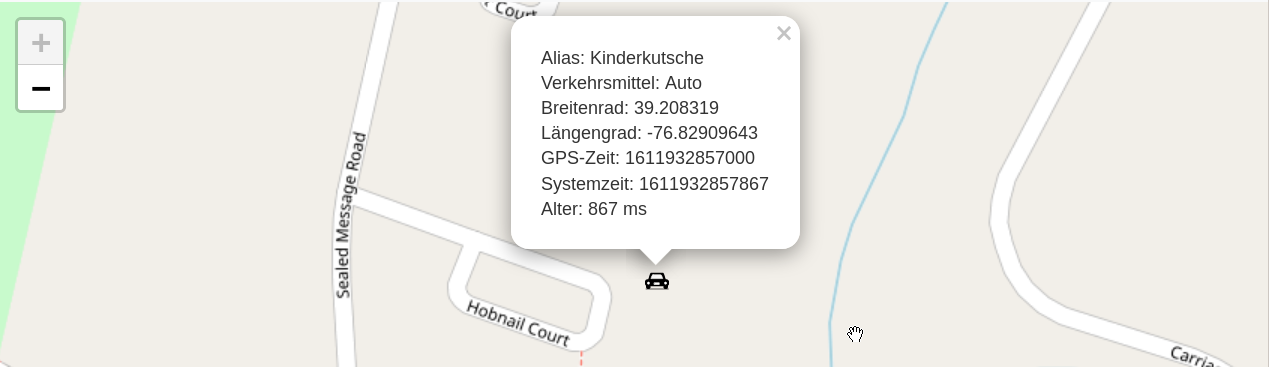 r Court
+
−
×
Alias: Kinderkutsche
Verkehrsmittel: Auto
Breitenrad: 39.208319
Längengrad: -76.82909643
GPS-Zeit: 1611932857000
Systemzeit: 1611932857867
Alter: 867 ms
Sealed Message Road
Hobnail Court
Carria